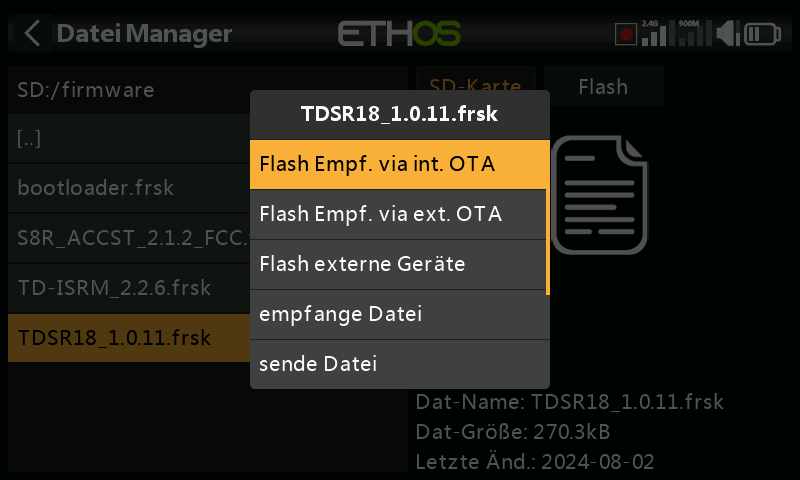 Datei Manager
ETHOS
2.4G
900M
SD:/firmware
SD-Karte
Flash
[..]
bootloader.frsk
S8R_ACCST_2.1.2_FCC.
TD-ISRM_2.2.6.frsk
TDSR18_1.0.11.frsk
TDSR18_1.0.11.frsk
Flash Empf. via int. OTA
Flash Empf. via ext. OTA
Flash externe Geräte
empfange Datei
sende Datei
Dat-Name: TDSR18_1.0.11.frsk
Dat-Größe: 270.3kB
Letzte Änd.: 2024-08-02